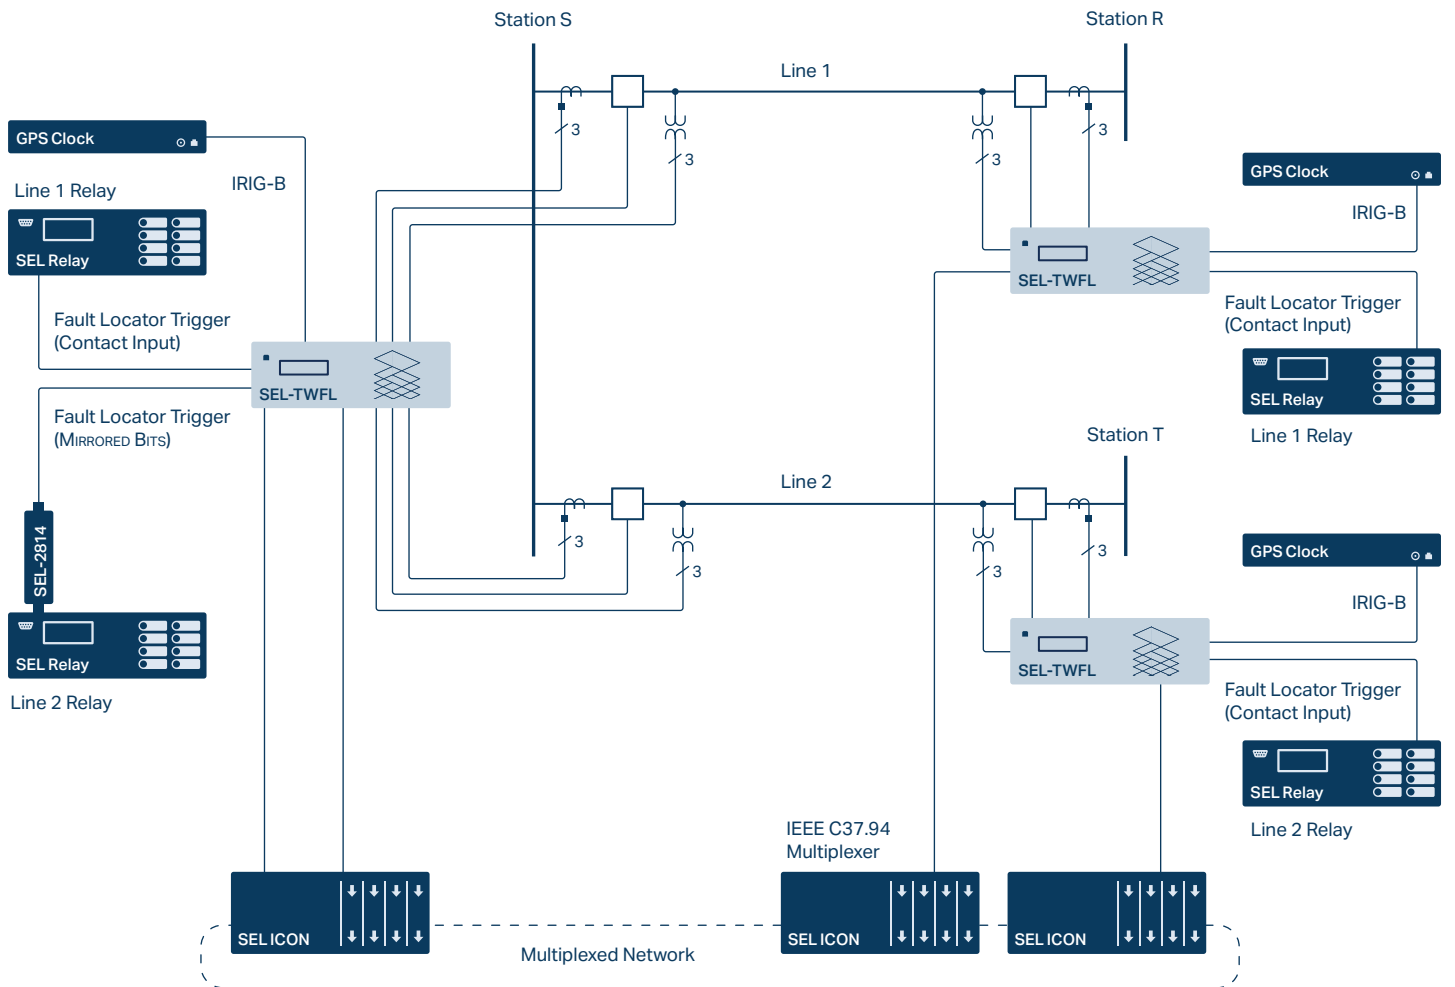 Station S
Station R
Line 1
3
3
3
3
GPS Clock
IRIG-B
Line 1 Relay
SEL Relay
Fault Locator Trigger
(Contact Input)
SEL-TWFL
Fault Locator Trigger
(MIRRORED BITS)
SEL-2814
SEL Relay
Line 2 Relay
GPS Clock
IRIG-B
SEL-TWFL
Fault Locator Trigger
(Contact Input)
SEL Relay
Line 1 Relay
Station T
Line 2
3
3
3
3
GPS Clock
IRIG-B
SEL-TWFL
Fault Locator Trigger
(Contact Input)
SEL Relay
Line 2 Relay
IEEE C37.94
Multiplexer
SEL ICON
Multiplexed Network
SEL ICON
SEL ICON